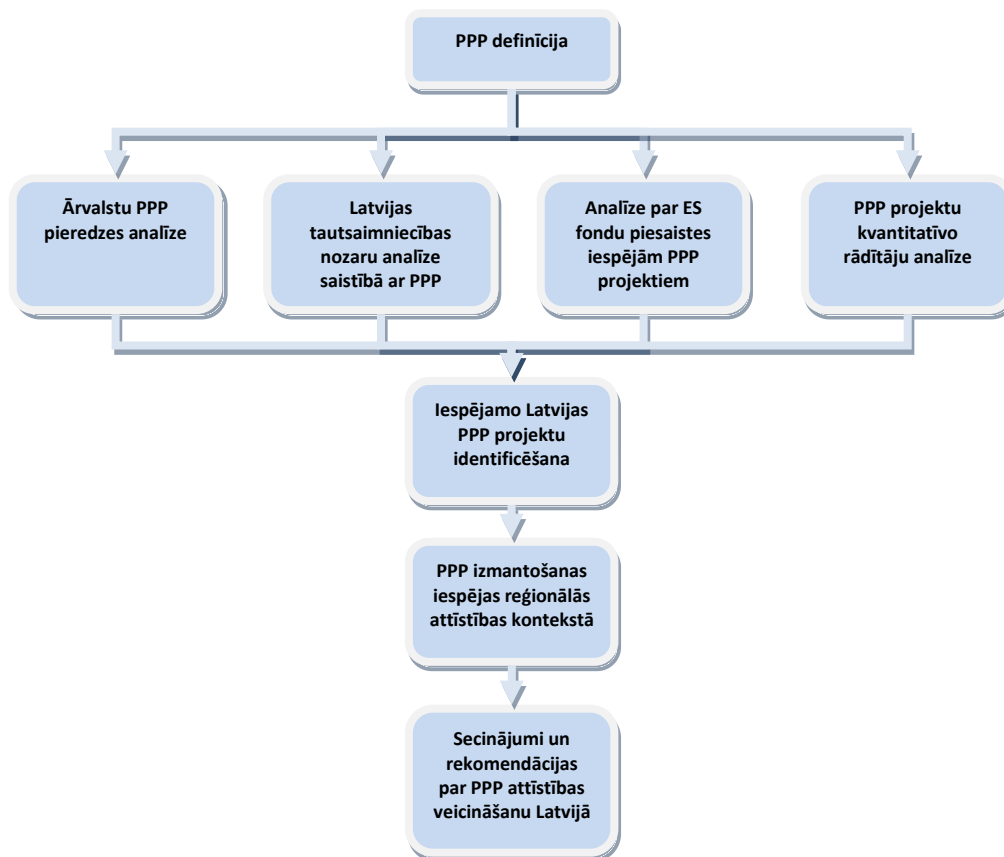 PPP definīcija
Ārvalstu PPP
pieredzes analīze
Latvijas
tautsaimniecības
nozaru analīze
saistībā ar PPP
Analīze par ES
fondu piesaistes
iespējām PPP
projektiem
PPP projektu
kvantitatīvo
rādītāju analīze
Iespējamo Latvijas
PPP projektu
identificēšana
PPP izmantošanas
iespējas reģionālās
attīstības kontekstā
Secinājumi un
rekomendācijas
par PPP attīstības
veicināšanu Latvijā